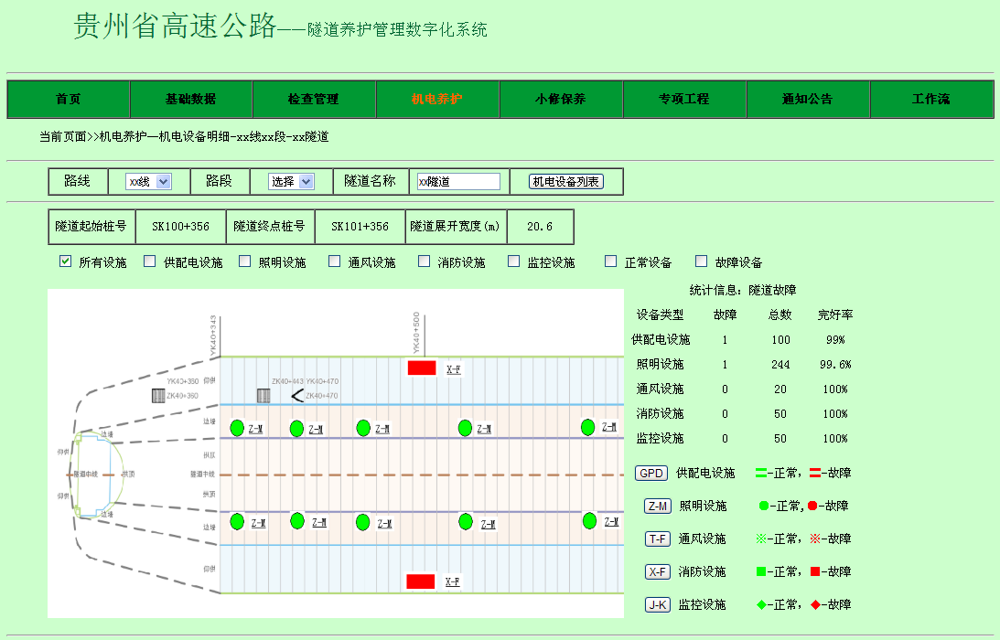 贵州省高速公路——隧道养护管理数字化系统
首页 基础数据 检查管理 机电养护 小修保养 专项工程 通知公告 工作流
当前页面>>机电养护—机电设备明细-xx线xx段-xx隧道
路线 xx线 路段 选择 隧道名称 xx隧道 机电设备列表
隧道起始桩号 SK100+356 隧道终点桩号 SK101+356 隧道展开宽度(m) 20.6
所有设施 供配电设施 照明设施 通风设施 消防设施 监控设施 正常设备 故障设备
统计信息: 隧道故障
设备类型 故障 总数 完好率
供配电设施 1 100 99%
照明设施 1 244 99.6%
通风设施 0 20 100%
消防设施 0 50 100%
监控设施 0 50 100%
GPD 供配电设施 -正常, -故障
Z-M 照明设施 -正常, -故障
T-F 通风设施 -正常, -故障
X-F 消防设施 -正常, -故障
J-K 监控设施 -正常, -故障
YK40+343
YK40+500
X-F
YK40+380 仰拱 ZK40+443 YK40+470
ZK40+360 ZK40+470
边墙 Z-M Z-M Z-M Z-M Z-M
边墙
仰拱
拱顶
隧道中线 拱顶 隧道中线
拱顶
仰拱
边墙
边墙 Z-M Z-M Z-M Z-M Z-M
仰拱
X-F